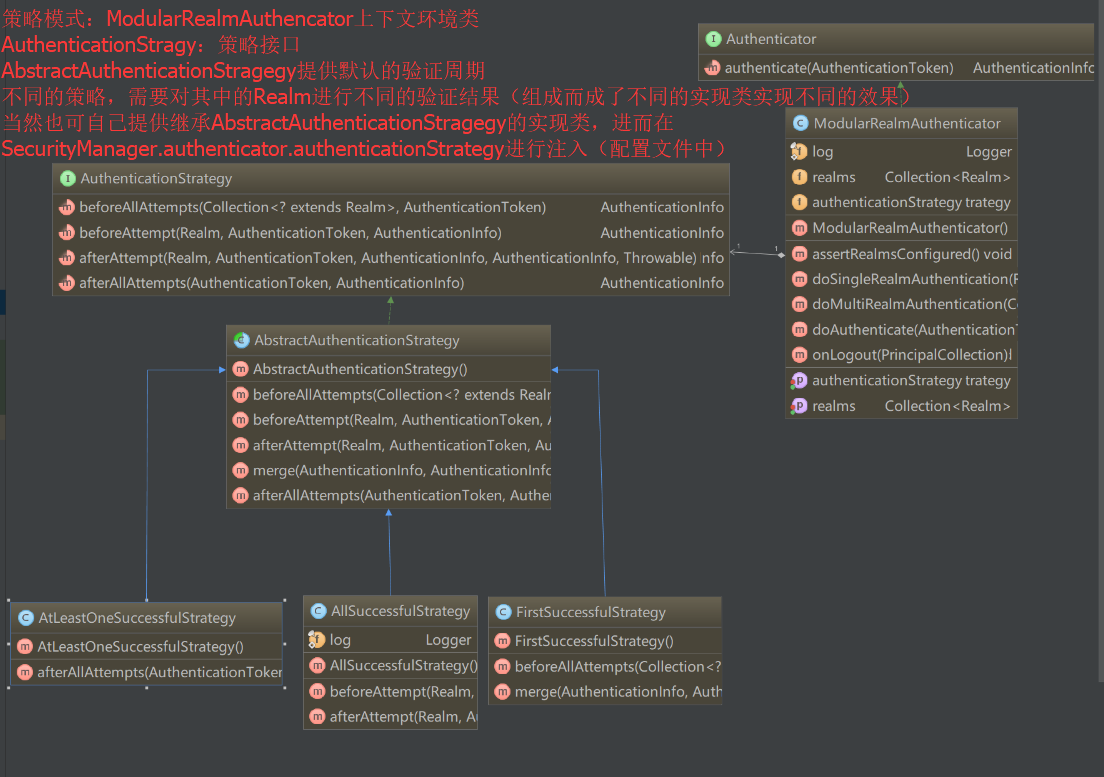 策略模式：ModularRealmAuthencator上下文环境类
AuthenticationStragy：策略接口
AbstractAuthenticationStragegy提供默认的验证周期
不同的策略，需要对其中的Realm进行不同的验证结果（组成而成了不同的实现类实现不同的效果）
当然也可自己提供继承AbstractAuthenticationStragegy的实现类，进而在
SecurityManager.authenticator.authenticationStrategy进行注入（配置文件中）
Authenticator
authenticate(AuthenticationToken) AuthenticationInfo
ModularRealmAuthenticator
log Logger
realms Collection<Realm>
authenticationStrategy trategy
ModularRealmAuthenticator()
assertRealmsConfigured() void
doSingleRealmAuthentication(F
doMultiRealmAuthentication(C
doAuthenticate(Authentication
onLogout(PrincipalCollection)
authenticationStrategy trategy
realms Collection<Realm>
AuthenticationStrategy
beforeAllAttempts(Collection<? extends Realm>, AuthenticationToken) AuthenticationInfo
beforeAttempt(Realm, AuthenticationToken, AuthenticationInfo) AuthenticationInfo
afterAttempt(Realm, AuthenticationToken, AuthenticationInfo, AuthenticationInfo, Throwable) nfo
afterAllAttempts(AuthenticationToken, AuthenticationInfo) AuthenticationInfo
1 1
AbstractAuthenticationStrategy
AbstractAuthenticationStrategy()
beforeAllAttempts(Collection<? extends Realr
beforeAttempt(Realm, AuthenticationToken, A
afterAttempt(Realm, AuthenticationToken, Au
merge(AuthenticationInfo, AuthenticationInfo
afterAllAttempts(AuthenticationToken, Auther
AtLeastOneSuccessfulStrategy
AtLeastOneSuccessfulStrategy()
afterAllAttempts(AuthenticationToken
AllSuccessfulStrategy
log Logger
AllSuccessfulStrategy()
beforeAttempt(Realm,
afterAttempt(Realm, A
FirstSuccessfulStrategy
FirstSuccessfulStrategy()
beforeAllAttempts(Collection<?
merge(AuthenticationInfo, Auth